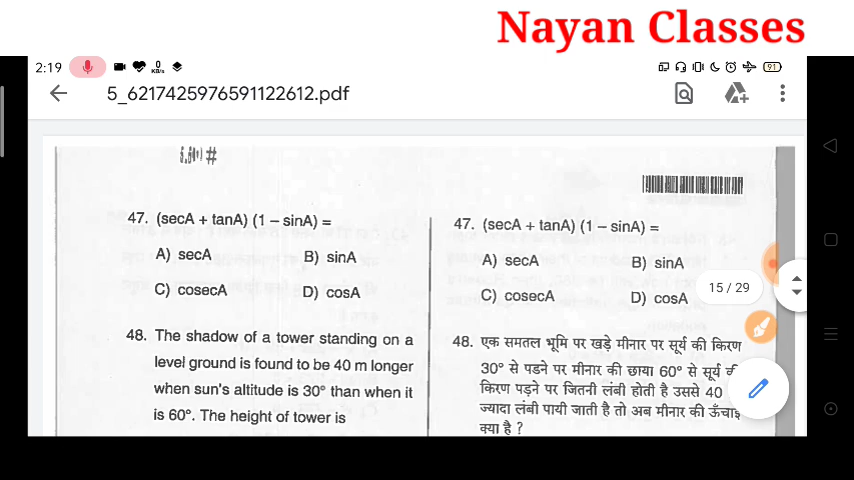 Nayan Classes
2:19
0
KB/s
91
5_6217425976591122612.pdf
47. (secA + tanA) (1 – sinA) =
A) secA
B) sinA
C) cosecA
D) cosA
48. The shadow of a tower standing on a
level ground is found to be 40 m longer
when sun's altitude is 30° than when it
is 60°. The height of tower is
47. (secA + tanA) (1 – sinA) =
A) secA
B) sinA
C) cosecA
D) cosA
48. एक समतल भूमि पर खड़े मीनार पर सूर्य की किरण
30° से पडने पर मीनार की छाया 60° से सूर्य की
किरण पड़ने पर जितनी लंबी होती है उससे 40
ज्यादा लंबी पायी जाती है तो अब मीनार की ऊँचाई
क्या है ?
15 / 29